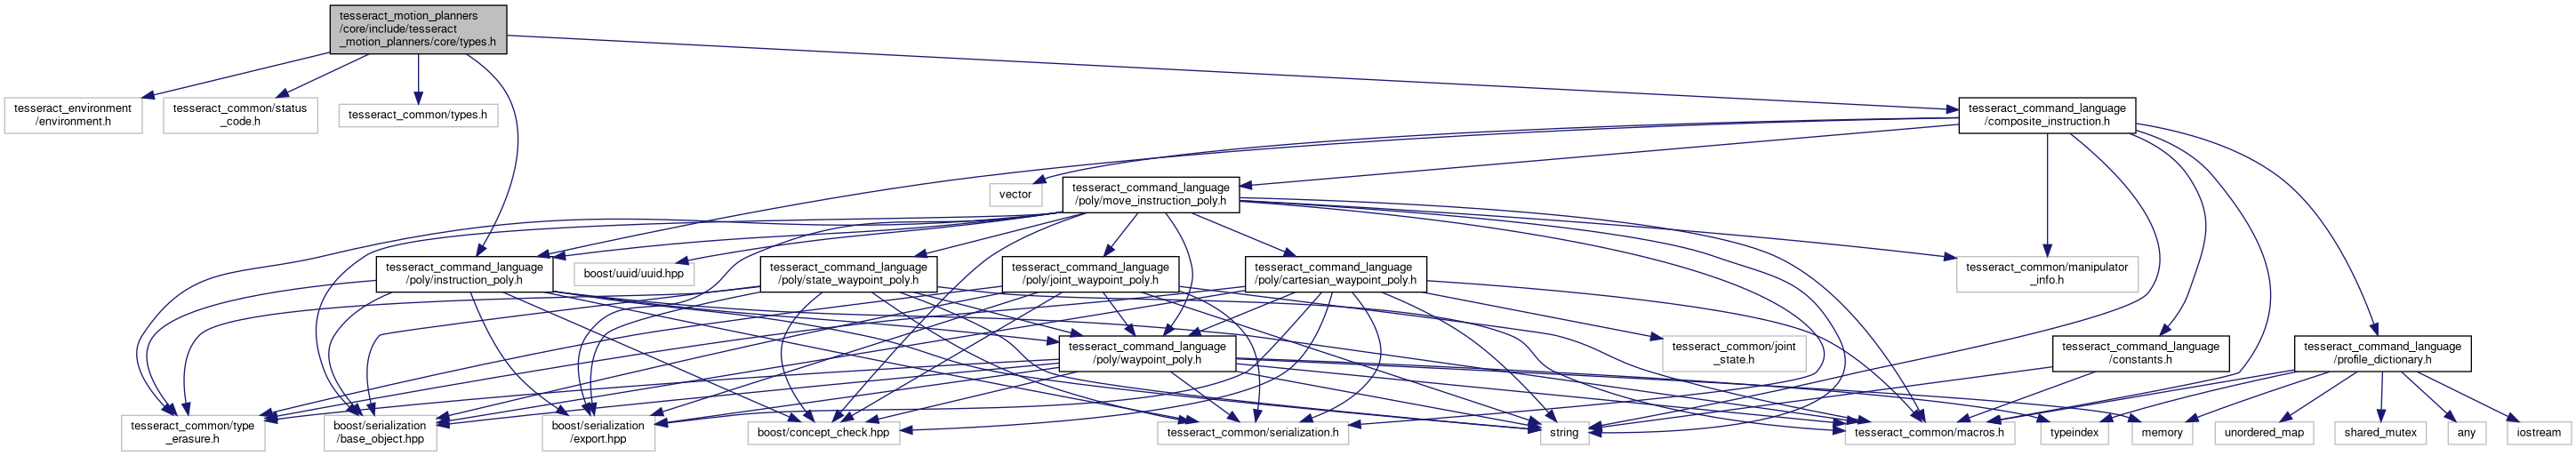 tesseract_motion_planners
/core/include/tesseract
_motion_planners/core/types.h
tesseract_environment
/environment.h
tesseract_common/status
_code.h
tesseract_common/types.h
tesseract_command_language
/composite_instruction.h
vector
tesseract_command_language
/poly/move_instruction_poly.h
tesseract_command_language
/poly/instruction_poly.h
boost/uuid/uuid.hpp
tesseract_command_language
/poly/state_waypoint_poly.h
tesseract_command_language
/poly/joint_waypoint_poly.h
tesseract_command_language
/poly/cartesian_waypoint_poly.h
tesseract_common/manipulator
_info.h
tesseract_command_language
/poly/waypoint_poly.h
tesseract_common/joint
_state.h
tesseract_command_language
/constants.h
tesseract_command_language
/profile_dictionary.h
tesseract_common/type
_erasure.h
boost/serialization
/base_object.hpp
boost/serialization
/export.hpp
boost/concept_check.hpp
tesseract_common/serialization.h
string
tesseract_common/macros.h
typeindex
memory
unordered_map
shared_mutex
any
iostream